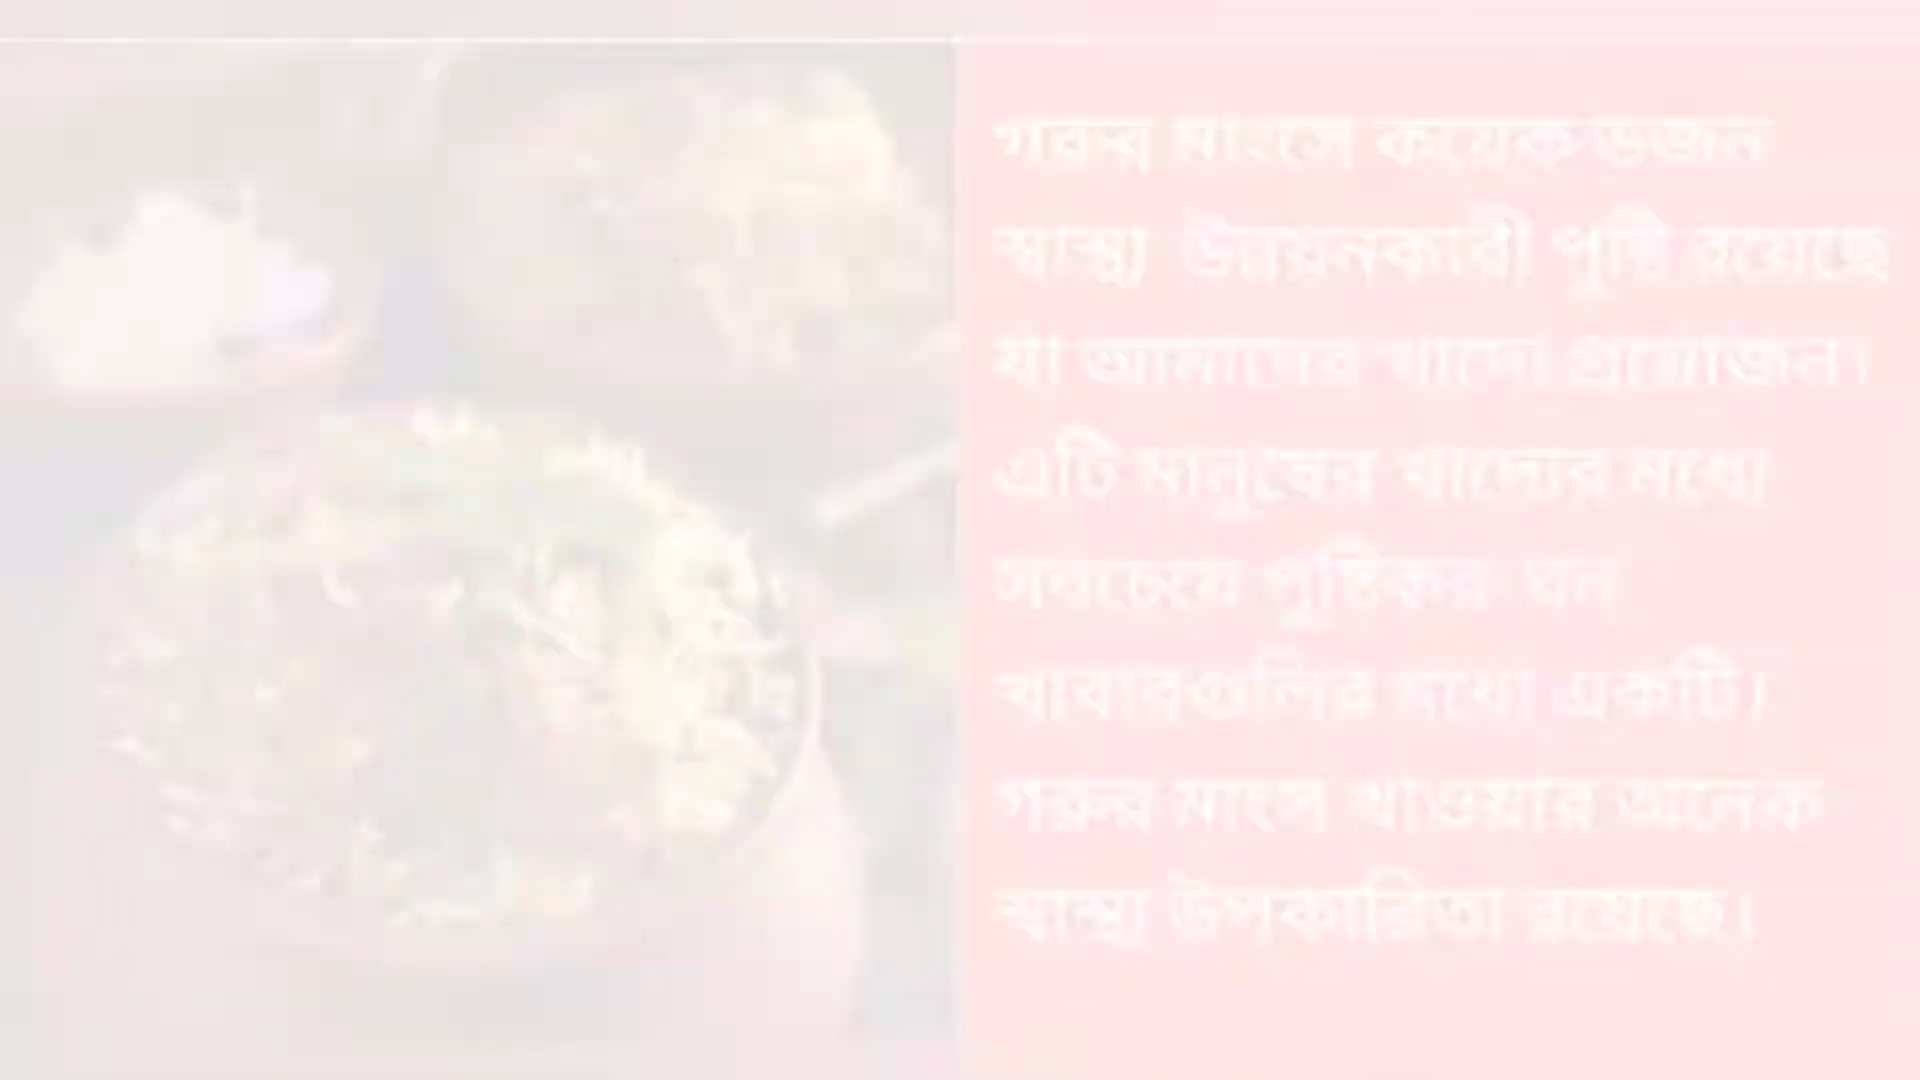 গরুর মাংসে কয়েক ডজন
স্বাস্থ্য উন্নয়নকারী পুষ্টি রয়েছে
যা আমাদের খাদ্যে প্রয়োজন।
এটি মানুষের খাদ্যের মধ্যে
সবচেয়ে পুষ্টিকর ঘন
খাবারগুলির মধ্যে একটি।
গরুর মাংস খাওয়ার অনেক
স্বাস্থ্য উপকারিতা রয়েছে।